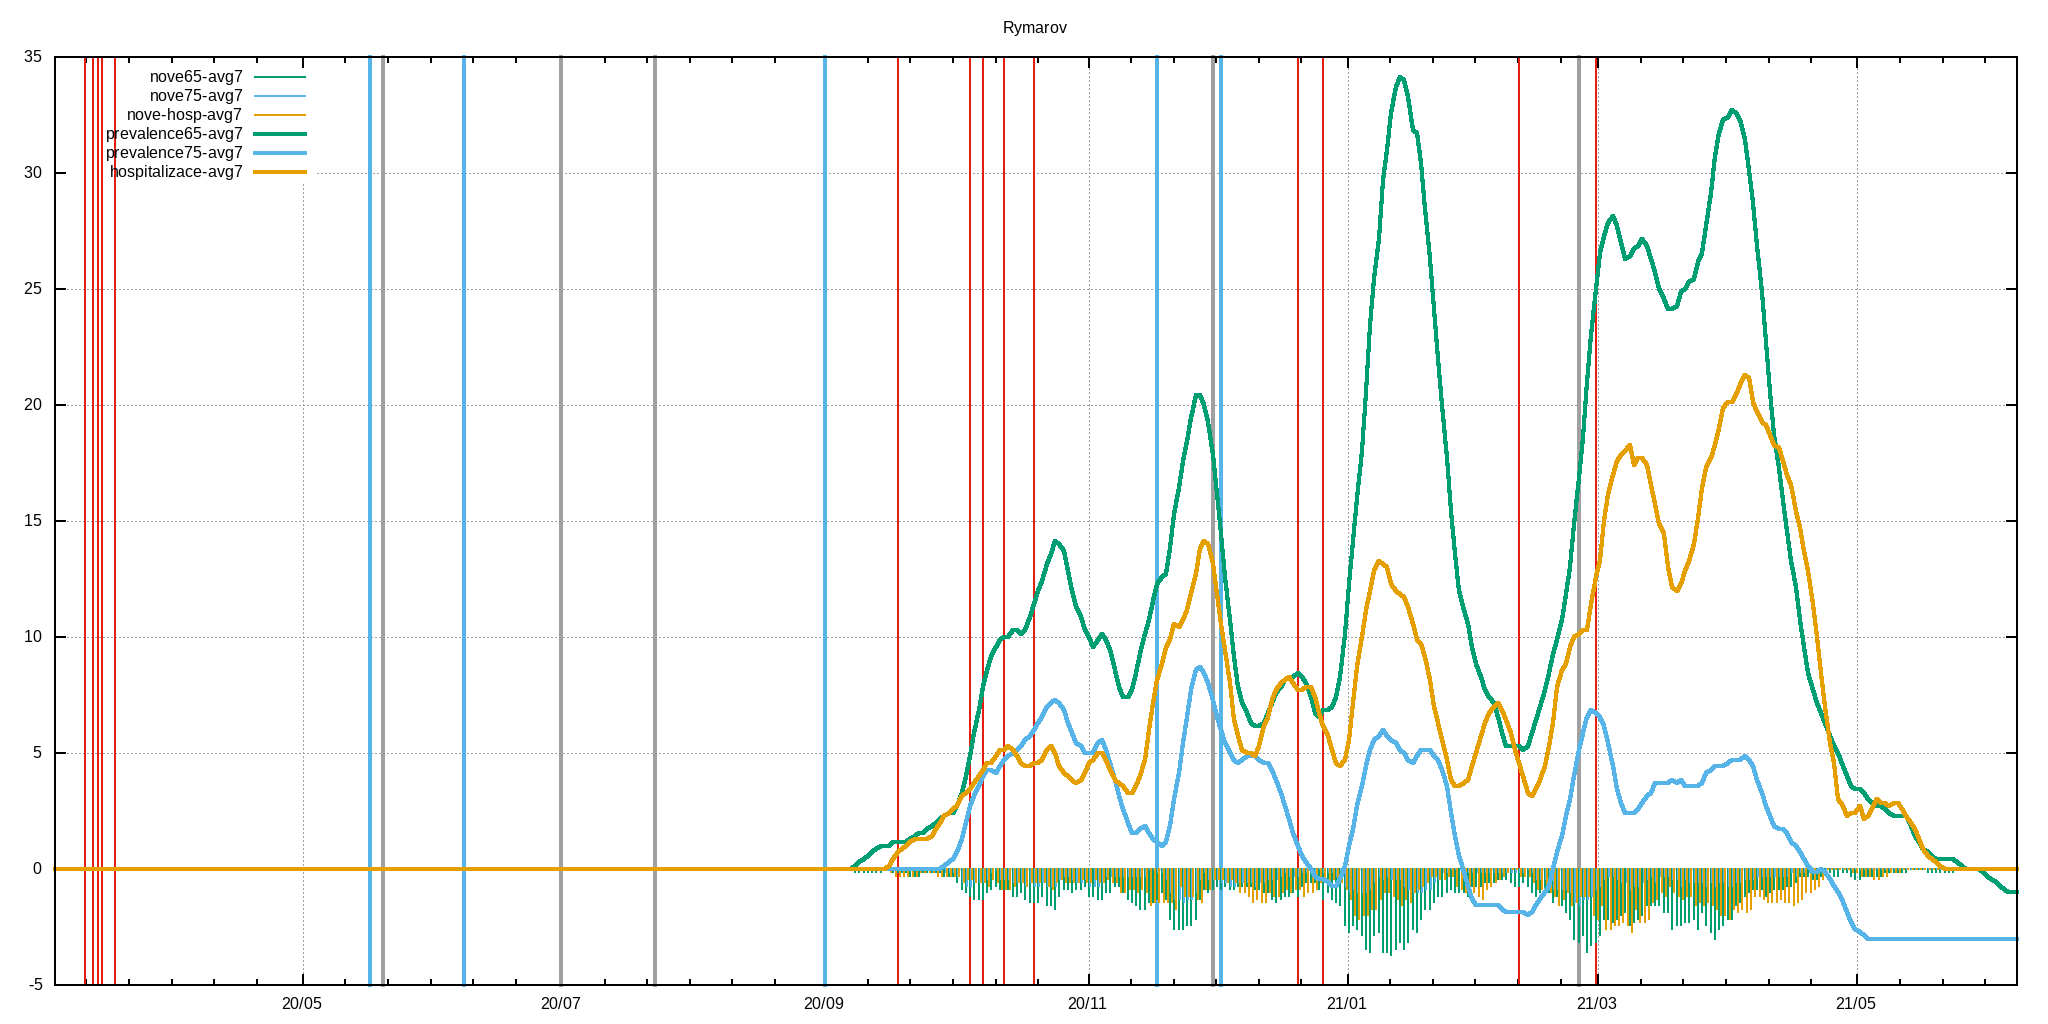 Rymarov
35
nove65-avg7
nove75-avg7
nove-hosp-avg7
prevalence65-avg7
prevalence75-avg7
hospitalizace-avg7
30
25
20
15
10
5
0
-5
20/05 20/07 20/09 20/11 21/01 21/03 21/05